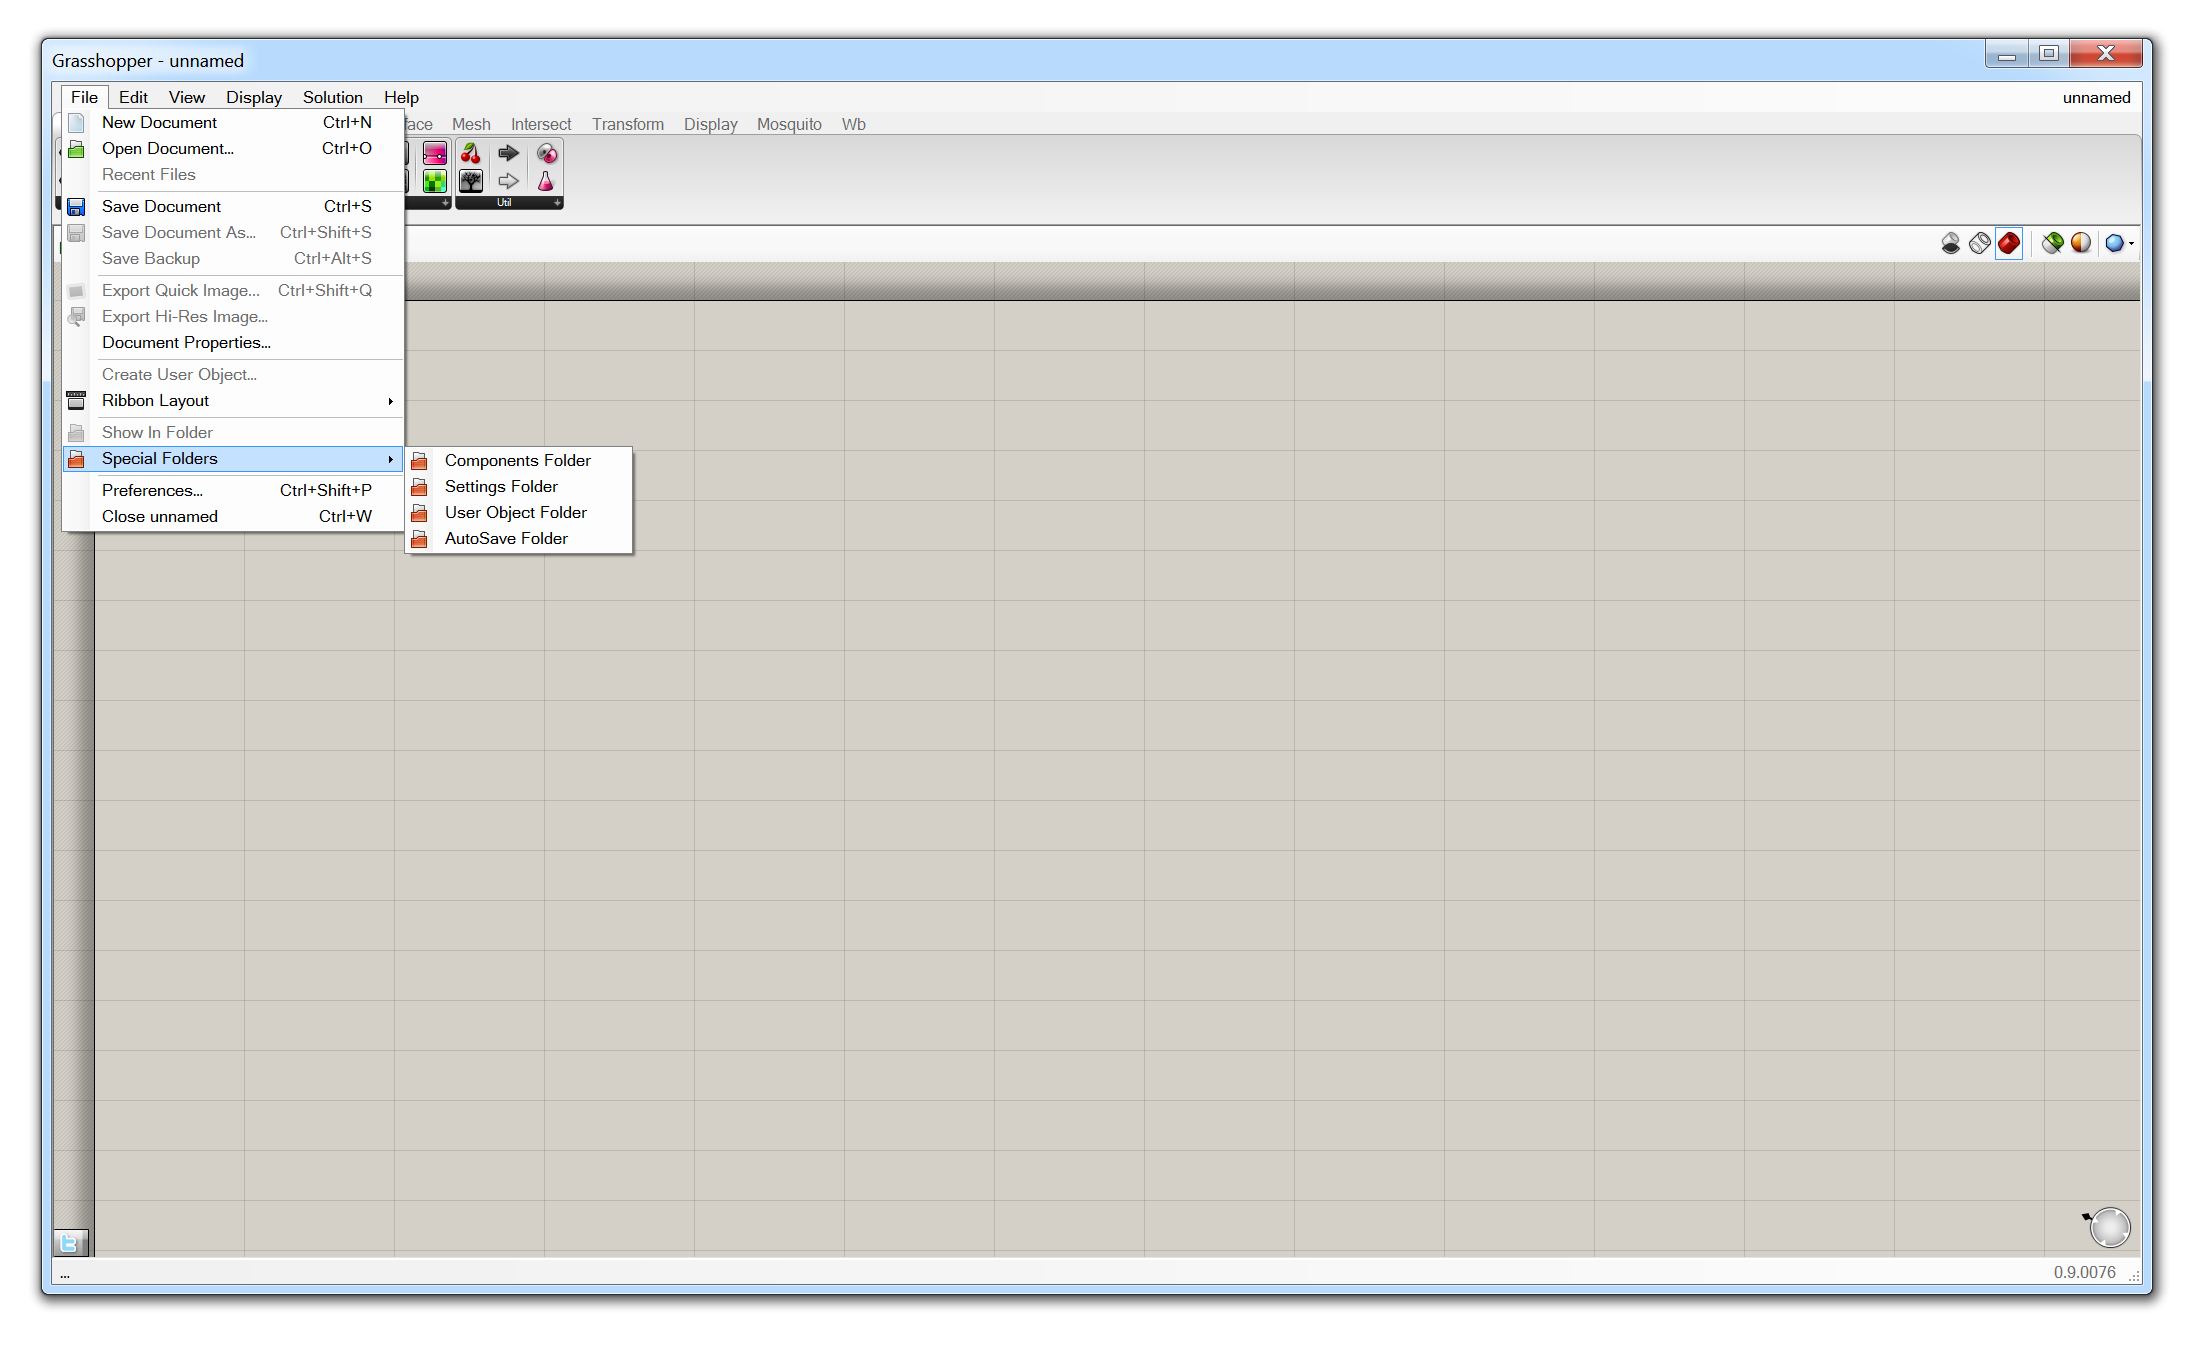 Grasshopper - unnamed
File Edit View Display Solution Help unnamed
face Mesh Intersect Transform Display Mosquito Wb
New Document Ctrl+N
Open Document... Ctrl+O
Recent Files
Save Document Ctrl+S
Save Document As... Ctrl+Shift+S
Save Backup Ctrl+Alt+S
Export Quick Image... Ctrl+Shift+Q
Export Hi-Res Image...
Document Properties...
Create User Object...
Ribbon Layout
Show In Folder
Special Folders
Preferences... Ctrl+Shift+P
Close unnamed Ctrl+W
Components Folder
Settings Folder
User Object Folder
AutoSave Folder
Util
...
0.9.0076